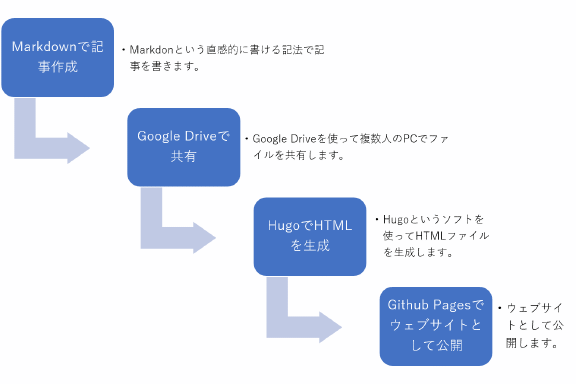 Markdownで記
事作成
・Markdonという直感的に書ける記法で記
事を書きます。
Google Driveで
共有
・Google Driveを使って複数人のPCでファ
イルを共有します。
HugoでHTML
を生成
・Hugoというソフトを
使ってHTMLファイル
を生成します。
Github Pagesで
ウェブサイトと
して公開
・ウェブサイ
トとして公
開します。